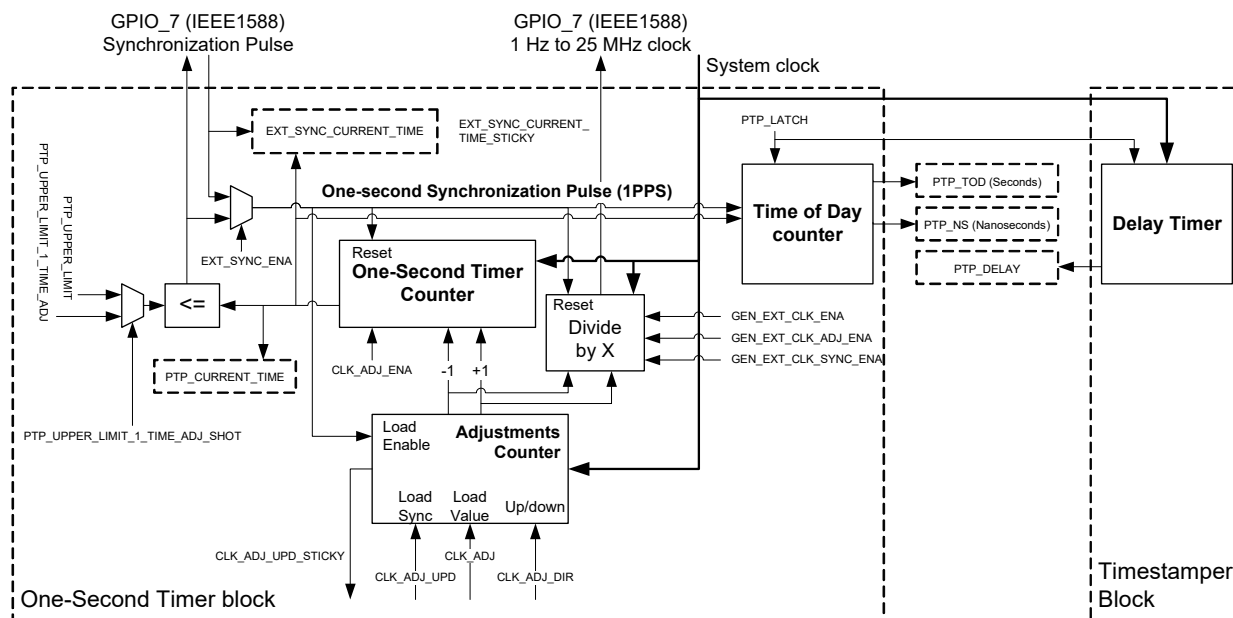 GPIO_7 (IEEE1588)
Synchronization Pulse
GPIO_7 (IEEE1588)
1 Hz to 25 MHz clock
System clock
EXT_SYNC_CURRENT_TIME
EXT_SYNC_CURRENT_
TIME_STICKY
PTP_LATCH
PTP_UPPER_LIMIT
PTP_UPPER_LIMIT_1_TIME_ADJ
One-second Synchronization Pulse (1PPS)
Time of Day
counter
PTP_TOD (Seconds)
PTP_NS (Nanoseconds)
PTP_DELAY
Delay Timer
EXT_SYNC_ENA
Reset
One-Second Timer
Counter
<=
Reset
Divide
by X
GEN_EXT_CLK_ENA
GEN_EXT_CLK_ADJ_ENA
GEN_EXT_CLK_SYNC_ENA
PTP_CURRENT_TIME
CLK_ADJ_ENA
-1
+1
PTP_UPPER_LIMIT_1_TIME_ADJ_SHOT
Load
Enable
Adjustments
Counter
Load
Sync
Load
Value
Up/down
CLK_ADJ_UPD_STICKY
CLK_ADJ_UPD
CLK_ADJ
CLK_ADJ_DIR
One-Second Timer block
Timestamper
Block